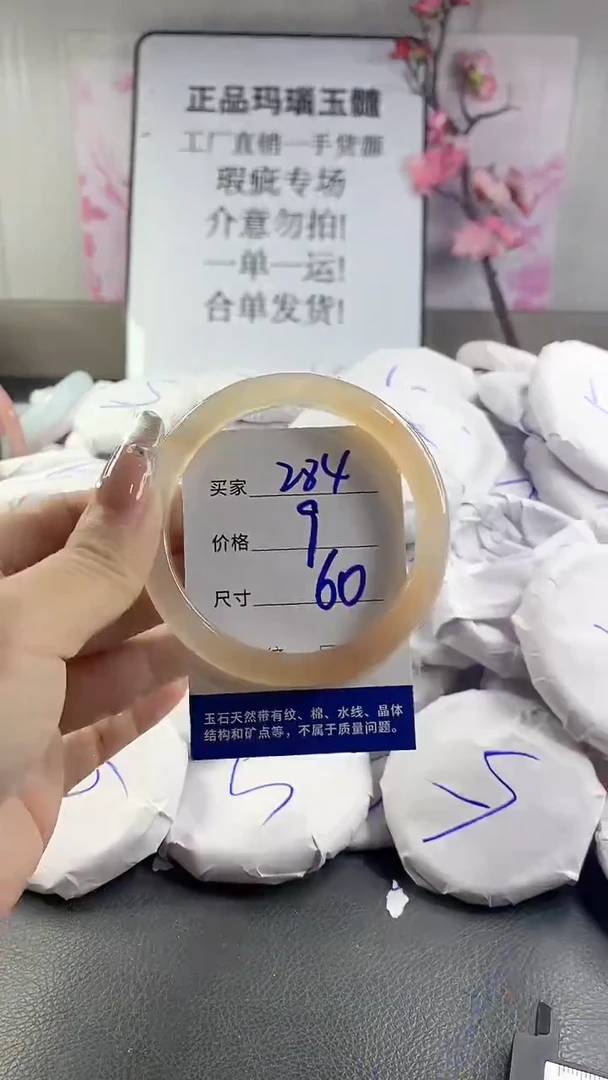 正品玛瑙玉髓
工厂直销一手货源
瑕疵专场
介意勿拍!
一单一运!
合单发货!
买家 284
价格 9
尺寸 60
玉石天然带有纹、棉、水线、晶体
结构和矿点等，不属于质量问题。